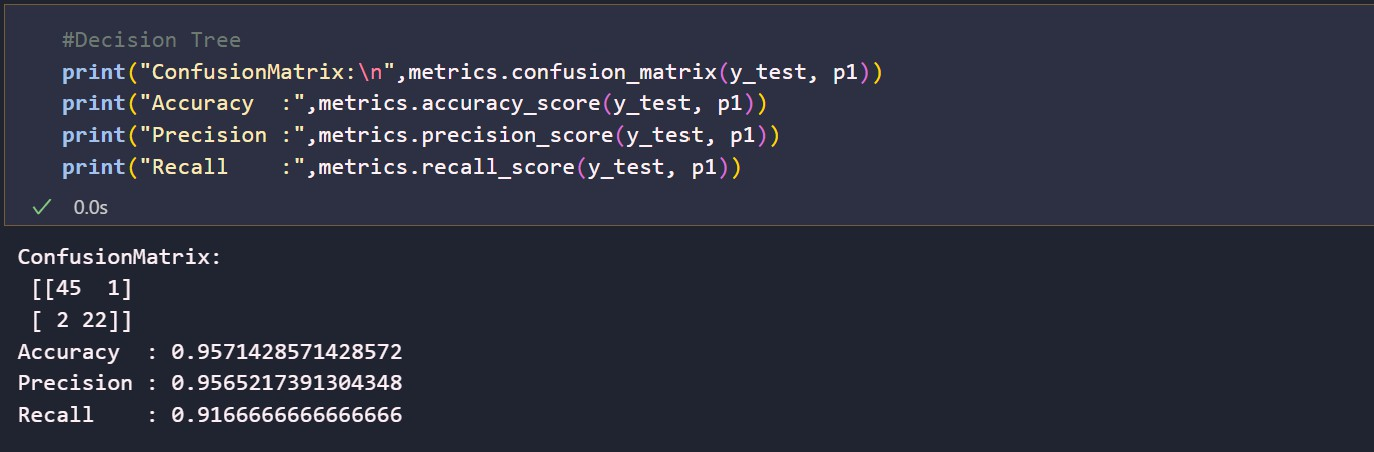 #Decision Tree
print("ConfusionMatrix:\n",metrics.confusion_matrix(y_test, p1))
print("Accuracy  :",metrics.accuracy_score(y_test, p1))
print("Precision :",metrics.precision_score(y_test, p1))
print("Recall    :",metrics.recall_score(y_test, p1))
0.0s
ConfusionMatrix:
 [[45  1]
 [ 2 22]]
Accuracy  : 0.9571428571428572
Precision : 0.9565217391304348
Recall    : 0.9166666666666666